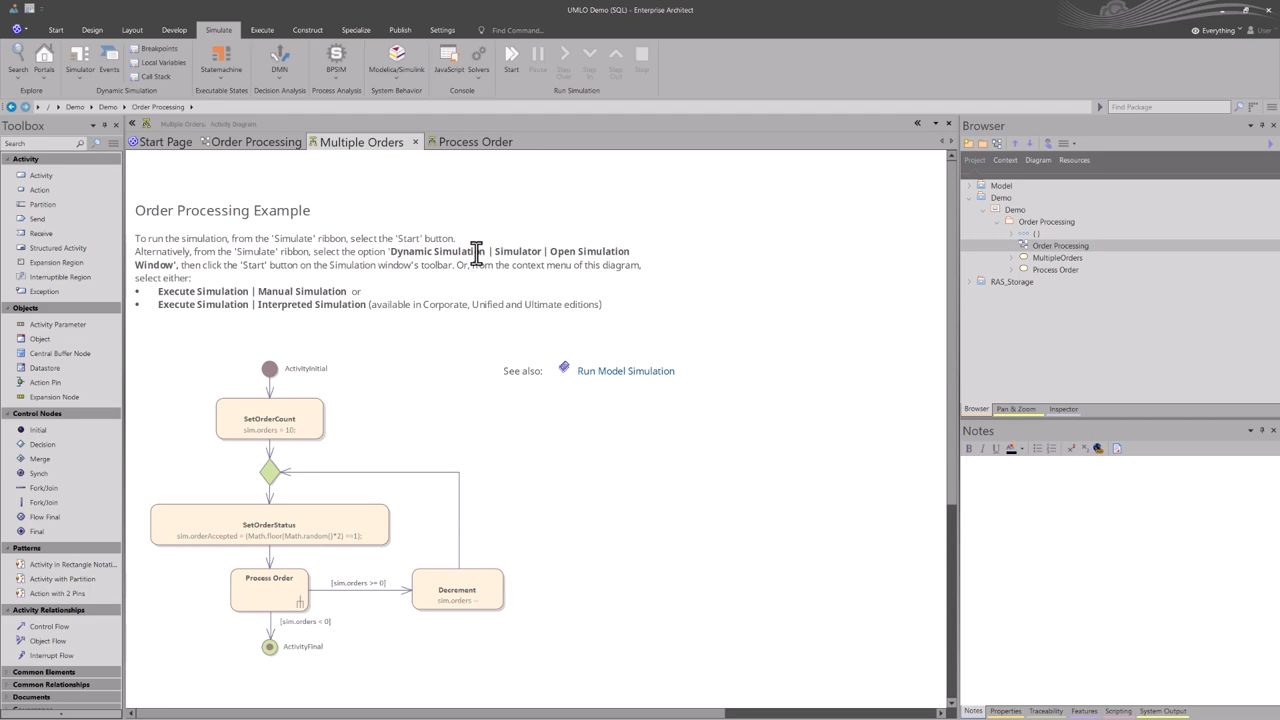 UMLO Demo (SQL) - Enterprise Architect
Start Design Layout Develop Simulate Execute Construct Specialize Publish Settings Find Command... Everything User
Search Portals Simulator Events Breakpoints Local Variables Call Stack Statemachine DMN BPSIM Modelica/Simulink JavaScript Solvers Start Pause Step Over Step In Step Out Stop
Explore Dynamic Simulation Executable States Decision Analysis Process Analysis System Behavior Console Run Simulation
/ Demo Demo Order Processing Find Package
Toolbox
Search
Activity
Activity
Action
Partition
Send
Receive
Structured Activity
Expansion Region
Interruptible Region
Exception
Objects
Activity Parameter
Object
Central Buffer Node
Datastore
Action Pin
Expansion Node
Control Nodes
Initial
Decision
Merge
Synch
Fork/Join
Fork/Join
Flow Final
Final
Patterns
Activity in Rectangle Notati...
Activity with Partition
Action with 2 Pins
Activity Relationships
Control Flow
Object Flow
Interrupt Flow
Common Elements
Common Relationships
Documents
Multiple Orders, Activity Diagram
Start Page Order Processing Multiple Orders Process Order
Order Processing Example
To run the simulation, from the 'Simulate' ribbon, select the 'Start' button.
Alternatively, from the 'Simulate' ribbon, select the option 'Dynamic Simulation | Simulator | Open Simulation
Window', then click the 'Start' button on the Simulation window's toolbar. Or, from the context menu of this diagram,
select either:
• Execute Simulation | Manual Simulation or
• Execute Simulation | Interpreted Simulation (available in Corporate, Unified and Ultimate editions)
ActivityInitial
See also: Run Model Simulation
SetOrderCount
sim.orders = 10;
SetOrderStatus
sim.orderAccepted = (Math.floor(Math.random()*2) ==1);
Process Order
[sim.orders >= 0]
Decrement
sim.orders --
[sim.orders < 0]
ActivityFinal
Browser
Project Context Diagram Resources
Model
Demo
Demo
Order Processing
( )
Order Processing
MultipleOrders
Process Order
RAS_Storage
Browser Pan & Zoom Inspector
Notes
B I U A
Notes Properties Traceability Features Scripting System Output